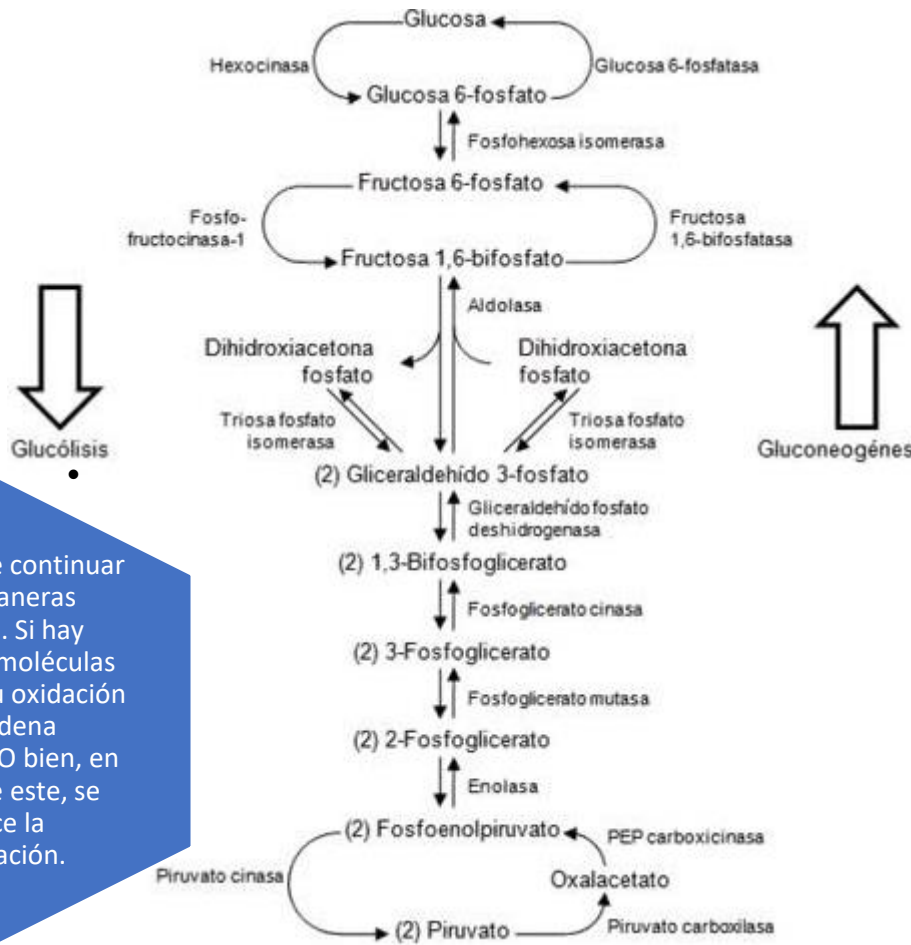 Glucosa
Hexocinasa
Glucosa 6-fosfatasa
Glucosa 6-fosfato
Fosfohexosa isomerasa
Fructosa 6-fosfato
Fosfo-
fructocinasa-1
Fructosa
1,6-bifosfatasa
Fructosa 1,6-bifosfato
Aldolasa
Dihidroxiacetona
fosfato
Dihidroxiacetona
fosfato
Triosa fosfato
isomerasa
Triosa fosfato
isomerasa
Glucólisis
Gluconeogénes
•
(2) Gliceraldehído 3-fosfato
Gliceraldehído fosfato
deshidrogenasa
(2) 1,3-Bifosfoglicerato
Fosfoglicerato cinasa
(2) 3-Fosfoglicerato
Fosfoglicerato mutasa
(2) 2-Fosfoglicerato
Enolasa
(2) Fosfoenolpiruvato
PEP carboxicinasa
Piruvato cinasa
Oxalacetato
(2) Piruvato
Piruvato carboxilasa
continuar
. Si hay
moléculas
oxidación
O bien, en
este, se
la